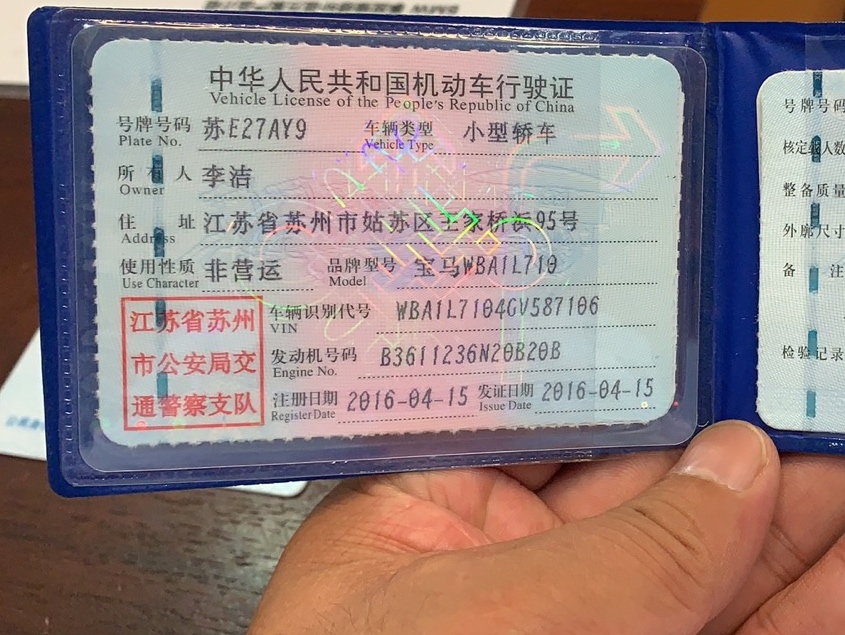 中华人民共和国机动车行驶证
Vehicle License of the People's Republic of China
号牌号码 苏E27AY9 车辆类型 小型轿车
Plate No. Vehicle Type
所有人 李洁
Owner
住址 江苏省苏州市姑苏区王家桥浜95号
Address
使用性质 非营运 品牌型号 宝马WBA1L710
Use Character Model
江苏省苏州 车辆识别代号 WBA1L7104GV587106
VIN
市公安局交 发动机号码 B3611236N20B20B
Engine No.
通警察支队 注册日期 2016-04-15 发证日期 2016-04-15
Register Date Issue Date
号牌号码
核定载人数
整备质量
外廓尺寸
备注
检验记录